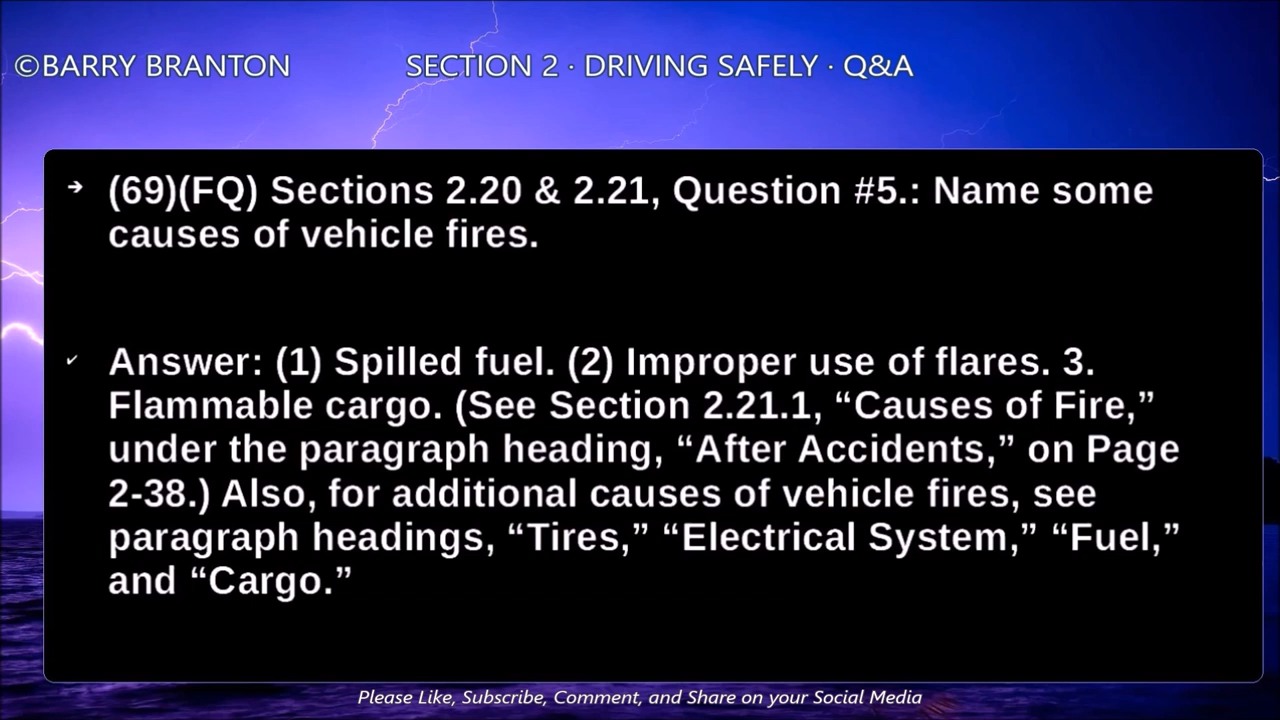 ©BARRY BRANTON
SECTION 2 · DRIVING SAFELY · Q&A
➔ (69)(FQ) Sections 2.20 & 2.21, Question #5.: Name some
causes of vehicle fires.
✔ Answer: (1) Spilled fuel. (2) Improper use of flares. 3.
Flammable cargo. (See Section 2.21.1, “Causes of Fire,”
under the paragraph heading, “After Accidents,” on Page
2-38.) Also, for additional causes of vehicle fires, see
paragraph headings, “Tires,” “Electrical System,” “Fuel,”
and “Cargo.”
Please Like, Subscribe, Comment, and Share on your Social Media